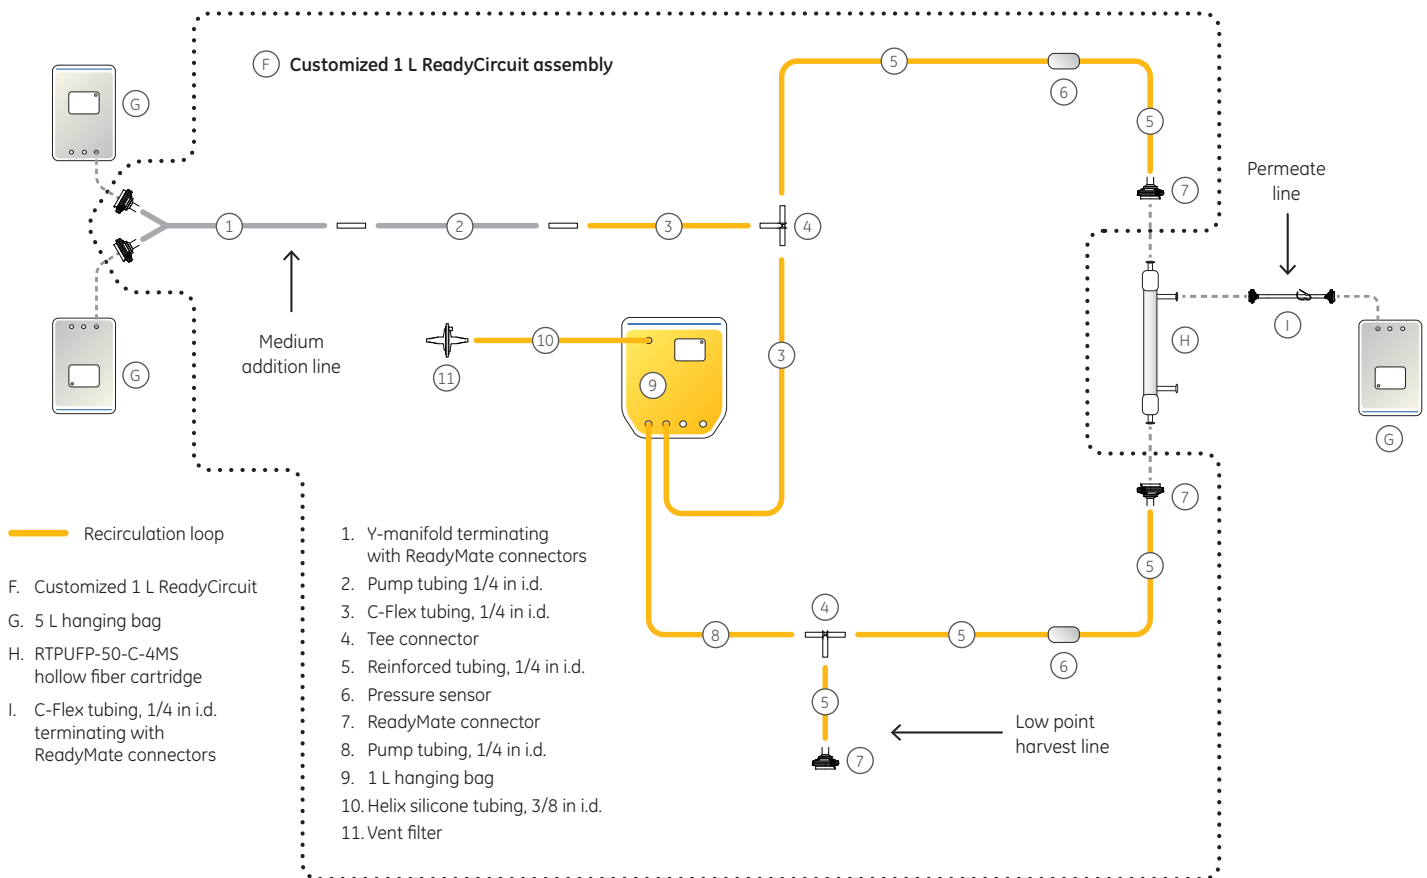 F Customized 1 L ReadyCircuit assembly
5
6
G
5
7
Permeate
line
1
2
3
4
Medium
addition line
10
11
9
3
H
I
G
G
7
5
4
8
5
6
5
7
Low point
harvest line
Recirculation loop
F. Customized 1 L ReadyCircuit
G. 5 L hanging bag
H. RTPUFP-50-C-4MS
hollow fiber cartridge
I. C-Flex tubing, 1/4 in i.d.
terminating with
ReadyMate connectors
1. Y-manifold terminating
with ReadyMate connectors
2. Pump tubing 1/4 in i.d.
3. C-Flex tubing, 1/4 in i.d.
4. Tee connector
5. Reinforced tubing, 1/4 in i.d.
6. Pressure sensor
7. ReadyMate connector
8. Pump tubing, 1/4 in i.d.
9. 1 L hanging bag
10. Helix silicone tubing, 3/8 in i.d.
11. Vent filter